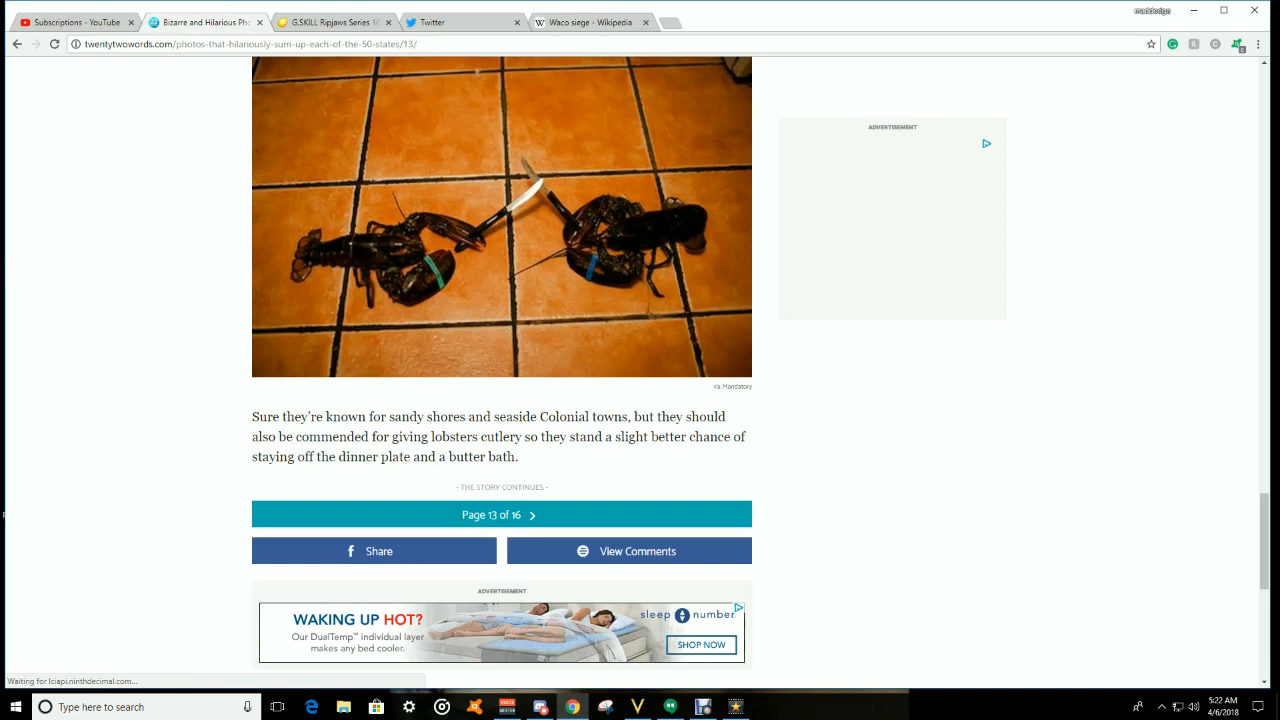 maddodge
Subscriptions - YouTube
Bizarre and Hilarious Pho
G.SKILL Ripjaws Series 16
Twitter
Waco siege - Wikipedia
twentytwowords.com/photos-that-hilariously-sum-up-each-of-the-50-states/13/
ADVERTISEMENT
via: Mandatory
Sure they're known for sandy shores and seaside Colonial towns, but they should
also be commended for giving lobsters cutlery so they stand a slight better chance of
staying off the dinner plate and a butter bath.
- THE STORY CONTINUES -
Page 13 of 16
Share
View Comments
ADVERTISEMENT
WAKING UP HOT?
Our DualTemp™ individual layer
makes any bed cooler.
sleep number.
SHOP NOW
Waiting for lciapi.ninthdecimal.com...
Type here to search
5:22 AM
4/6/2018